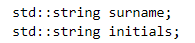 std::string surname;
std::string initials;